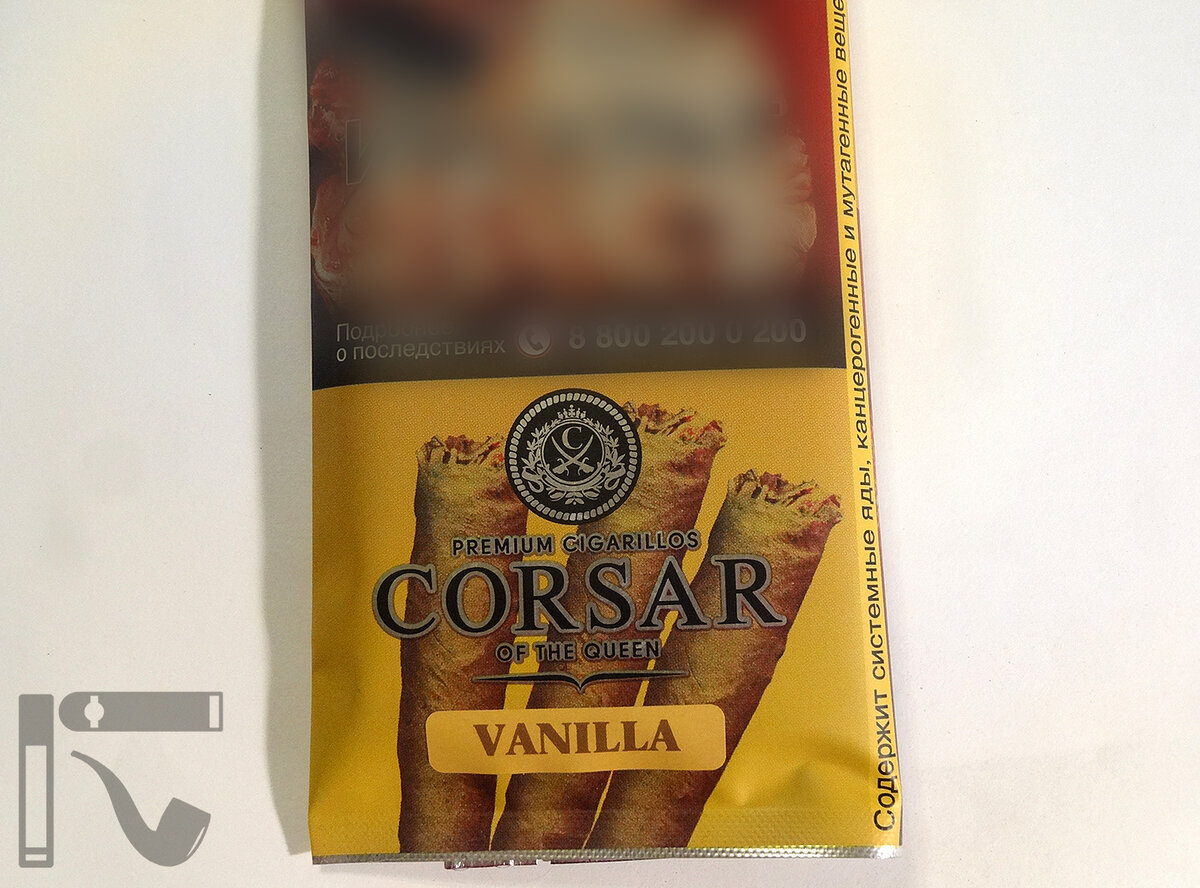 Подробнее
о последствиях
8 800 200 0 200
C
PREMIUM CIGARILLOS
CORSAR
OF THE QUEEN
VANILLA
Содержит системные яды, канцерогенные и мутагенные веще